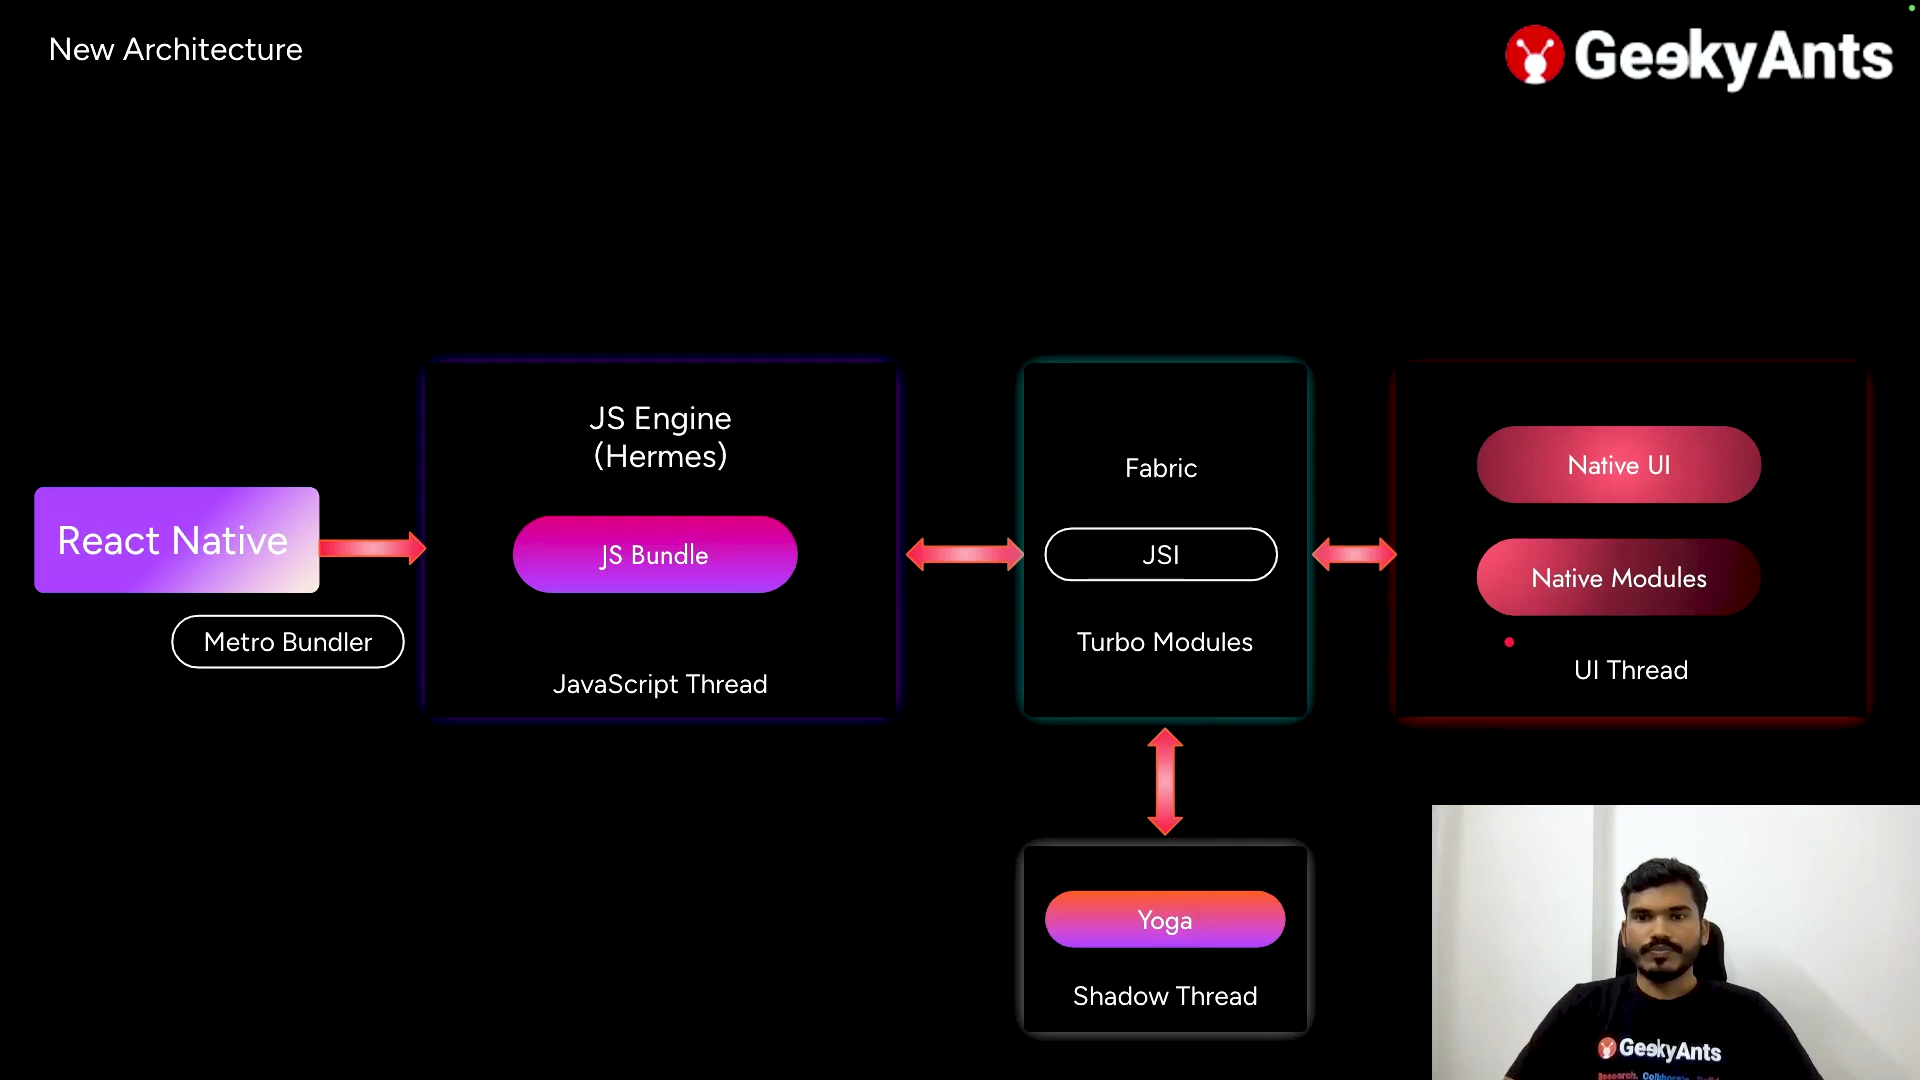 New Architecture
GeekyAnts
JS Engine
(Hermes)
Fabric
Native UI
React Native
JS Bundle
JSI
Native Modules
Metro Bundler
Turbo Modules
JavaScript Thread
UI Thread
Yoga
Shadow Thread
GeekyAnts
Research.